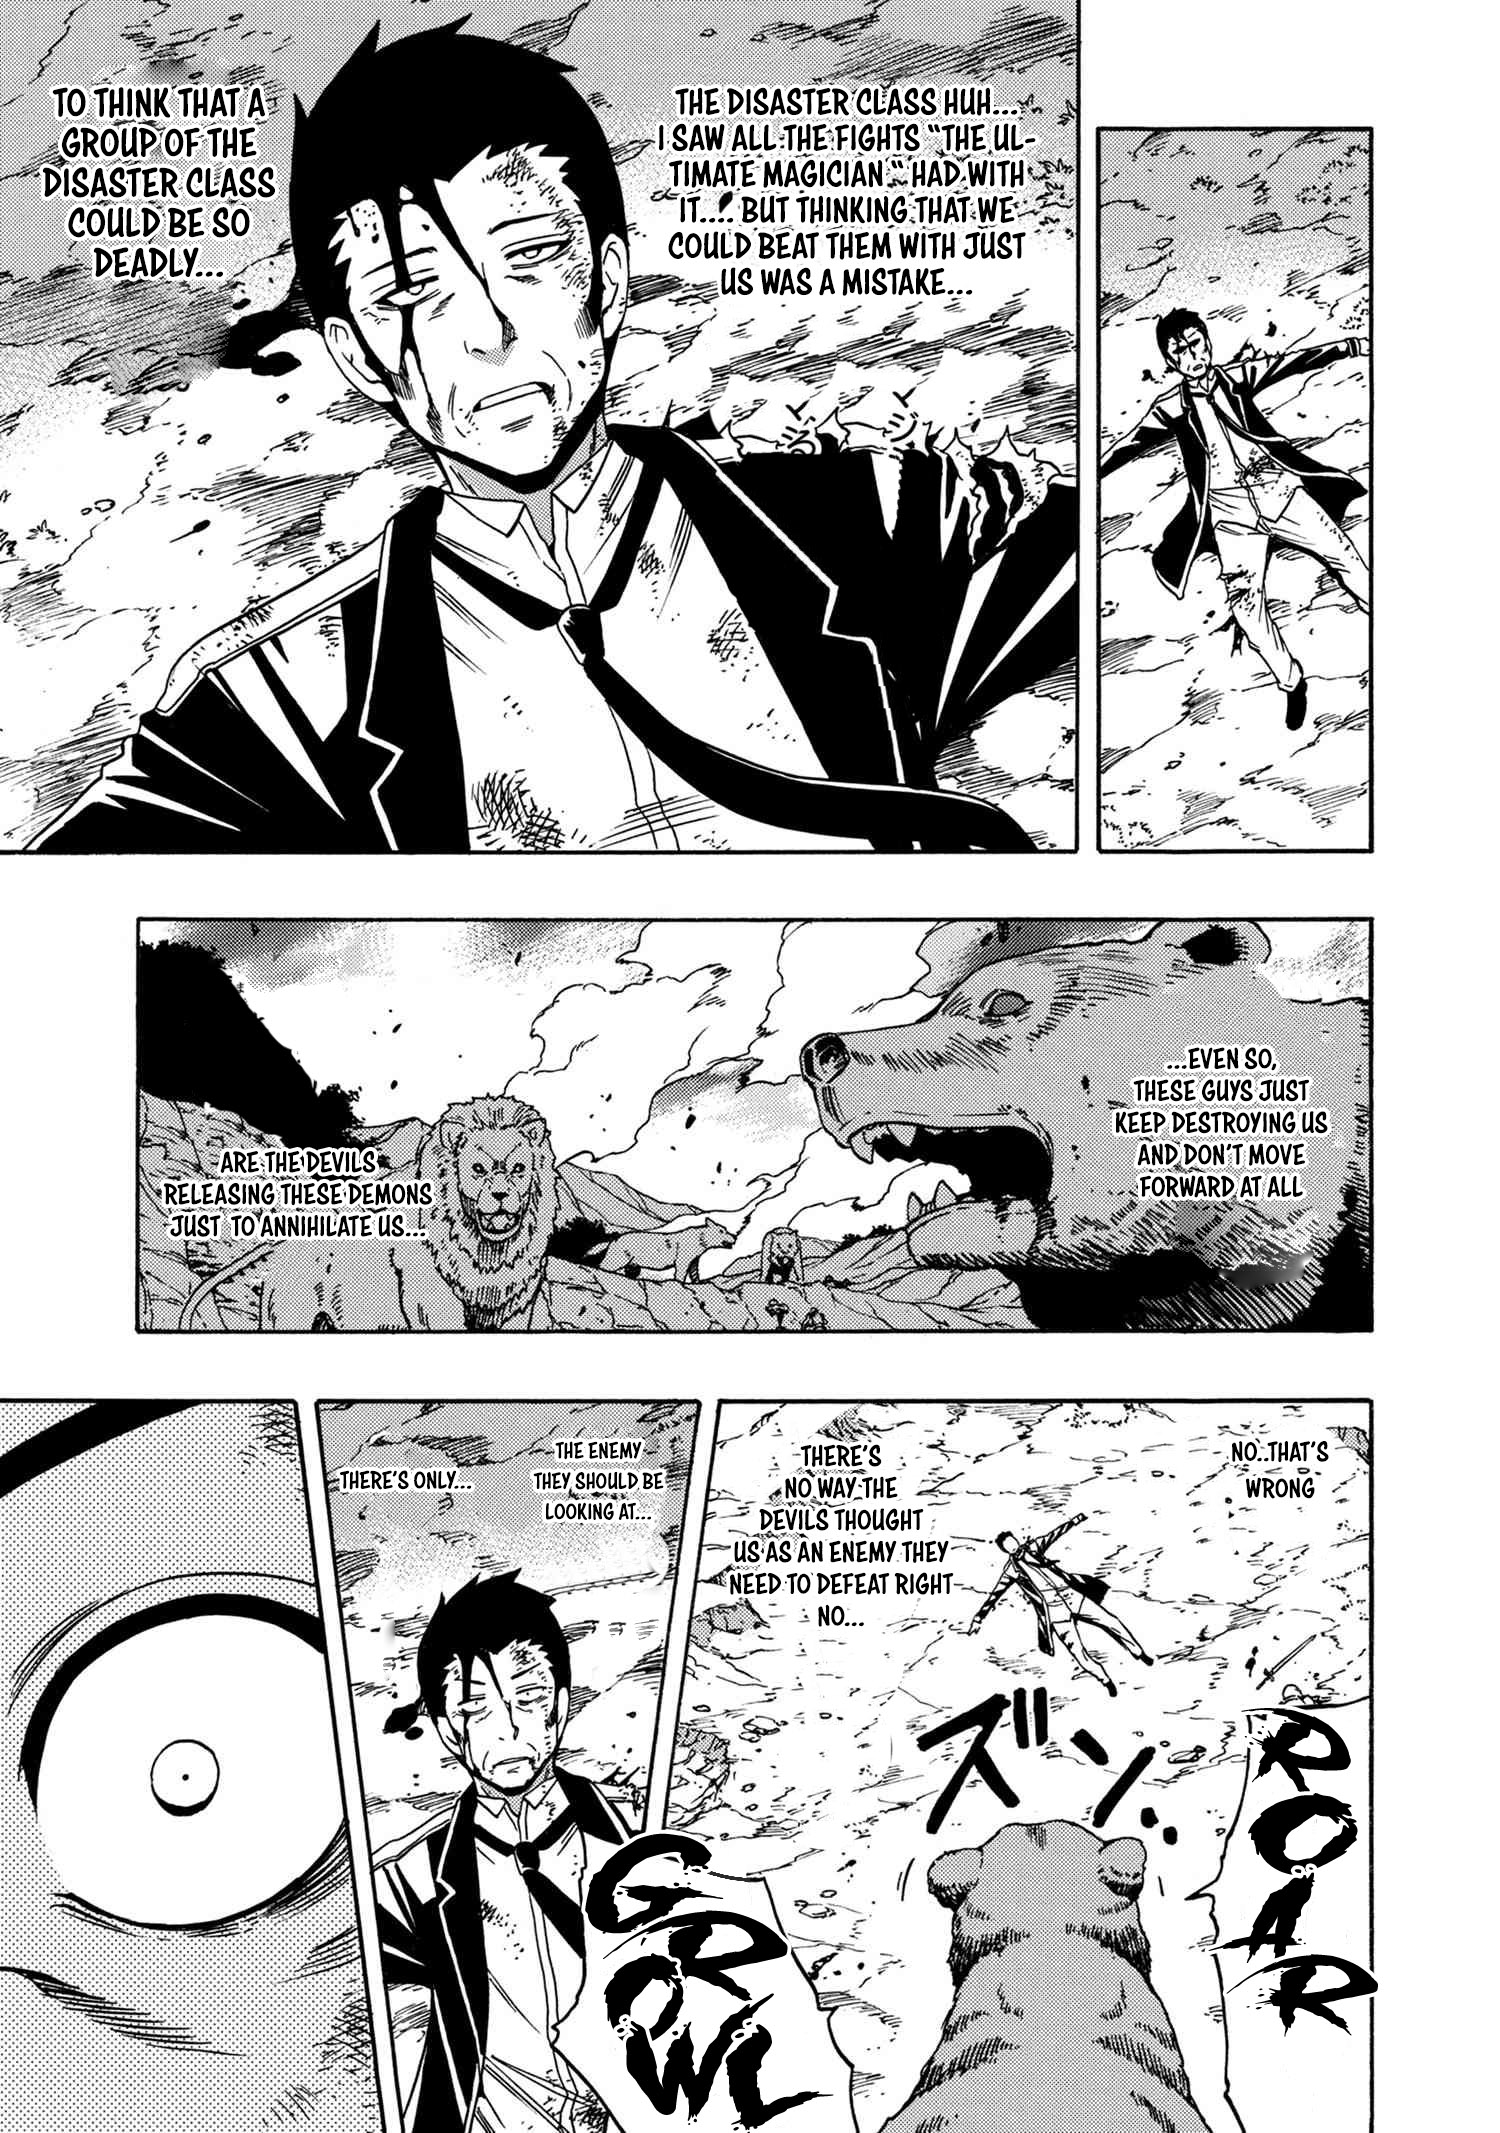 THE DISASTER CLASS HUH....
I SAW ALL THE FIGHTS "THE UL-
TIMATE MAGICIAN" HAD WITH
IT.... BUT THINKING THAT WE
COULD BEAT THEM WITH JUST
US WAS A MISTAKE...
TO THINK THAT A
GROUP OF THE
DISASTER CLASS
COULD BE SO
DEADLY...
...EVEN SO,
THESE GUYS JUST
KEEP DESTROYING US
AND DON'T MOVE
FORWARD AT ALL
ARE THE DEVILS
RELEASING THESE DEMONS
JUST TO ANNIHILATE US...
NO..THAT'S
WRONG
THERE'S
NO WAY THE
DEVILS THOUGHT
US AS AN ENEMY THEY
NEED TO DEFEAT RIGHT
NO...
ROAR
ズン
THE ENEMY
THEY SHOULD BE
LOOKING AT...
THERE'S ONLY...
GROWL